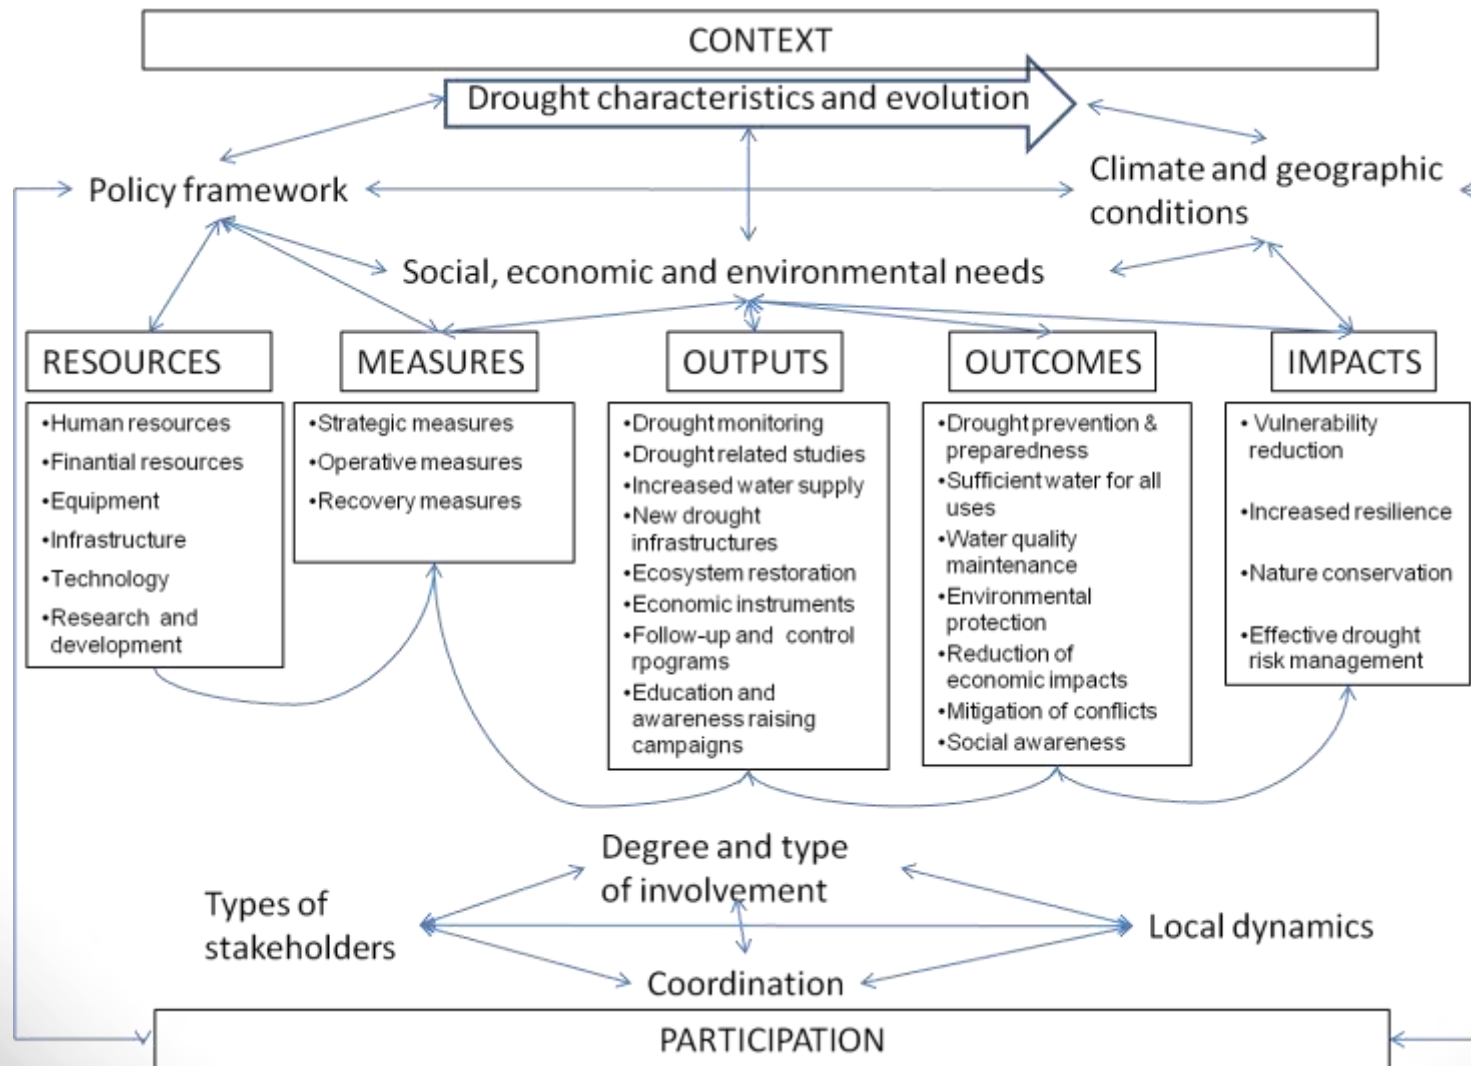 CONTEXT
Drought characteristics and evolution
Policy framework
Climate and geographic
conditions
Social, economic and environmental needs
RESOURCES
•Human resources
•Finantial resources
•Equipment
•Infrastructure
•Technology
•Research and
development
MEASURES
•Strategic measures
•Operative measures
•Recovery measures
OUTPUTS
•Drought monitoring
•Drought related studies
•Increased water supply
•New drought
infrastructures
•Ecosystem restoration
•Economic instruments
•Follow-up and control
rpograms
•Education and
awareness raising
campaigns
OUTCOMES
•Drought prevention &
preparedness
•Sufficient water for all
uses
•Water quality
maintenance
•Environmental
protection
•Reduction of
economic impacts
•Mitigation of conflicts
•Social awareness
IMPACTS
• Vulnerability
reduction
•Increased resilience
•Nature conservation
•Effective drought
risk management
Degree and type
of involvement
Types of
stakeholders
Local dynamics
Coordination
PARTICIPATION